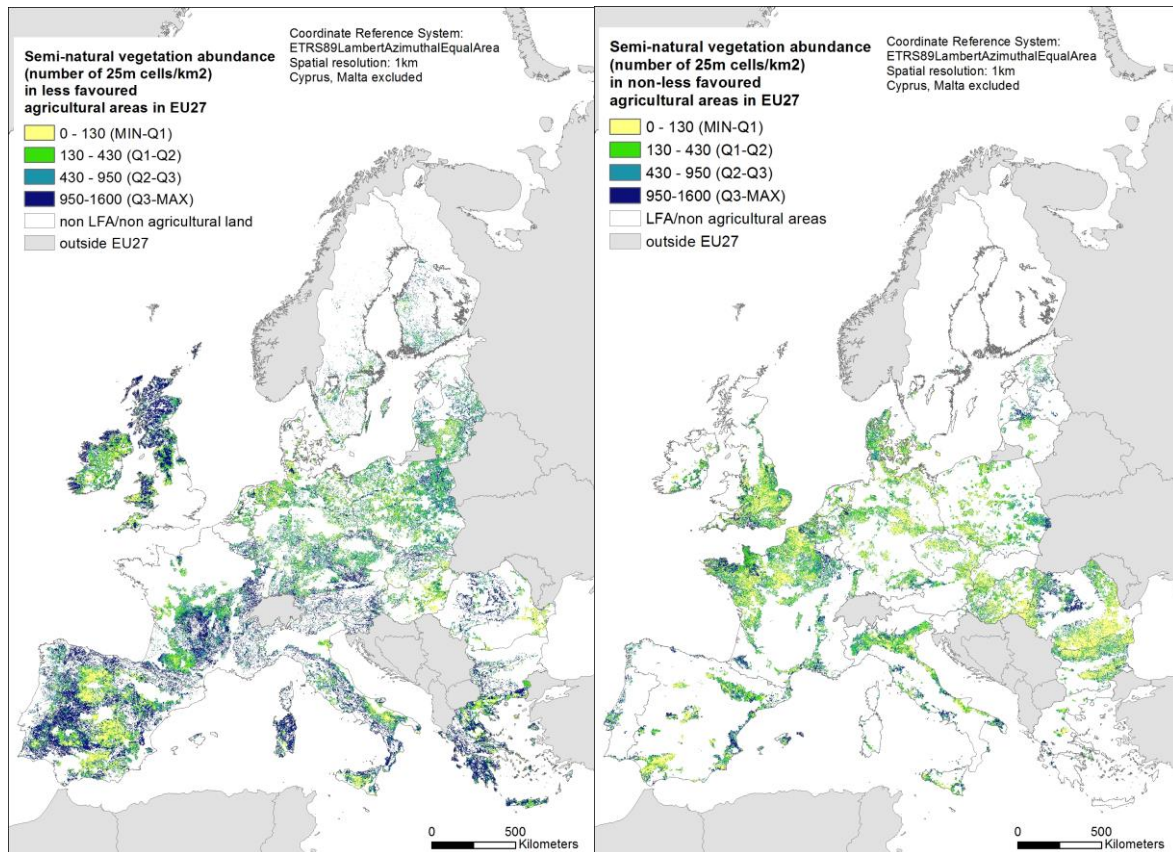 Semi-natural vegetation abundance
(number of 25m cells/km2)
in less favoured
agricultural areas in EU27
0 - 130 (MIN-Q1)
130 - 430 (Q1-Q2)
430 - 950 (Q2-Q3)
950-1600 (Q3-MAX)
non LFA/non agricultural land
outside EU27
Coordinate Reference System:
ETRS89LambertAzimuthalEqualArea
Spatial resolution: 1km
Cyprus, Malta excluded
0 500
Kilometers
Semi-natural vegetation abundance
(number of 25m cells/km2)
in non-less favoured
agricultural areas in EU27
0 - 130 (MIN-Q1)
130 - 430 (Q1-Q2)
430 - 950 (Q2-Q3)
950-1600 (Q3-MAX)
LFA/non agricultural areas
outside EU27
Coordinate Reference System:
ETRS89LambertAzimuthalEqualArea
Spatial resolution: 1km
Cyprus, Malta excluded
0 500
Kilometers